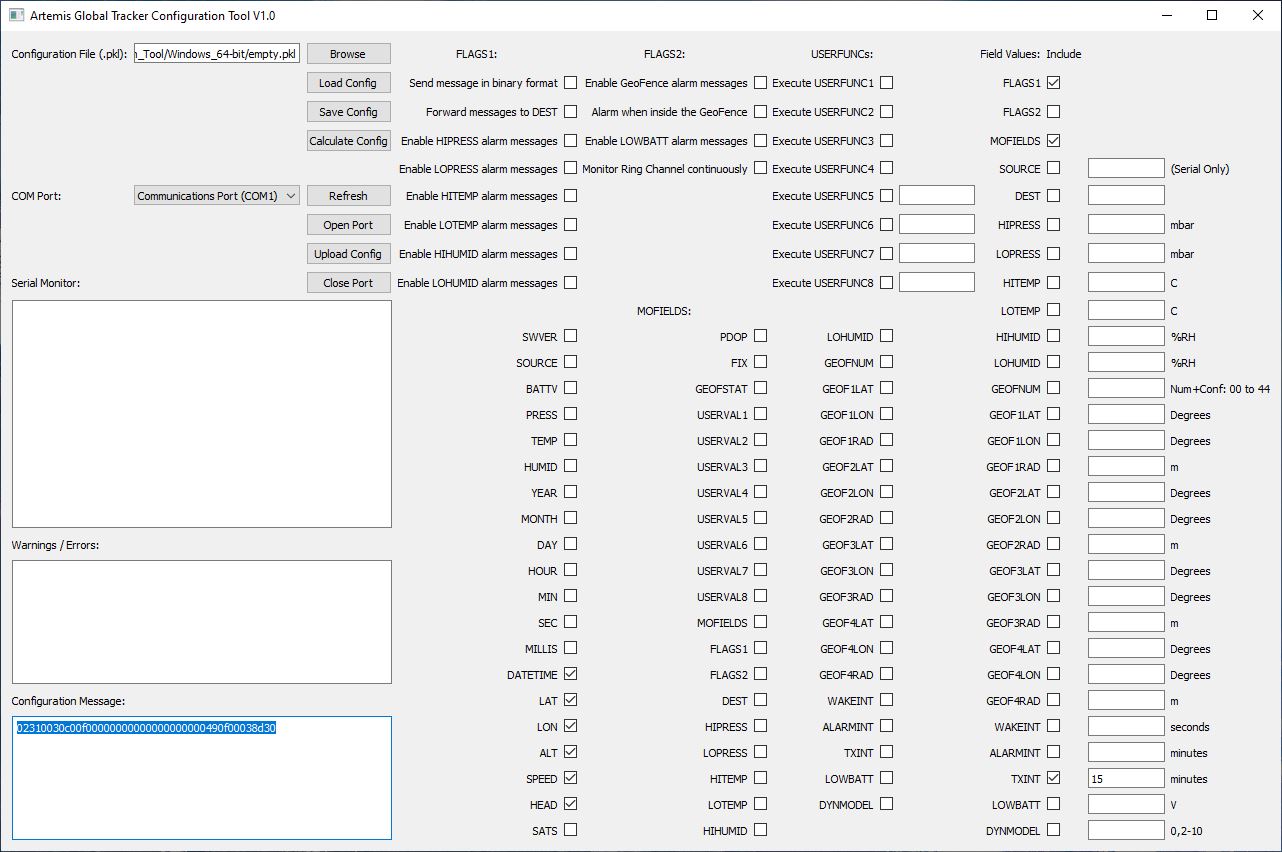 Artemis Global Tracker Configuration Tool V1.0
Configuration File (.pkl): n_Tool/Windows_64-bit/empty.pkl Browse FLAGS1: FLAGS2: USERFUNCs: Field Values: Include
Load Config Send message in binary format Enable GeoFence alarm messages Execute USERFUNC1 FLAGS1
Save Config Forward messages to DEST Alarm when inside the GeoFence Execute USERFUNC2 FLAGS2
Calculate Config Enable HIPRESS alarm messages Enable LOWBATT alarm messages Execute USERFUNC3 MOFIELDS
Enable LOPRESS alarm messages Monitor Ring Channel continuously Execute USERFUNC4 SOURCE (Serial Only)
COM Port: Communications Port (COM1) Refresh Enable HITEMP alarm messages Execute USERFUNC5 DEST
Open Port Enable LOTEMP alarm messages Execute USERFUNC6 HIPRESS mbar
Upload Config Enable HIHUMID alarm messages Execute USERFUNC7 LOPRESS mbar
Serial Monitor: Close Port Enable LOHUMID alarm messages Execute USERFUNC8 HITEMP C
MOFIELDS: LOTEMP C
SWVER PDOP LOHUMID HIHUMID %RH
SOURCE FIX GEOFNUM LOHUMID %RH
BATTV GEOFSTAT GEOF1LAT GEOFNUM Num+Conf: 00 to 44
PRESS USERVAL1 GEOF1LON GEOF1LAT Degrees
TEMP USERVAL2 GEOF1RAD GEOF1LON Degrees
HUMID USERVAL3 GEOF2LAT GEOF1RAD m
YEAR USERVAL4 GEOF2LON GEOF2LAT Degrees
MONTH USERVAL5 GEOF2RAD GEOF2LON Degrees
Warnings / Errors: DAY USERVAL6 GEOF3LAT GEOF2RAD m
HOUR USERVAL7 GEOF3LON GEOF3LAT Degrees
MIN USERVAL8 GEOF3RAD GEOF3LON Degrees
SEC MOFIELDS GEOF4LAT GEOF3RAD m
MILLIS FLAGS1 GEOF4LON GEOF4LAT Degrees
DATETIME FLAGS2 GEOF4RAD GEOF4LON Degrees
Configuration Message: LAT DEST WAKEINT GEOF4RAD m
02310030c00f00000000000000000000490f00038d30 LON HIPRESS ALARMINT WAKEINT seconds
ALT LOPRESS TXINT ALARMINT minutes
SPEED HITEMP LOWBATT TXINT 15 minutes
HEAD LOTEMP DYNMODEL LOWBATT V
SATS HIHUMID DYNMODEL 0,2-10